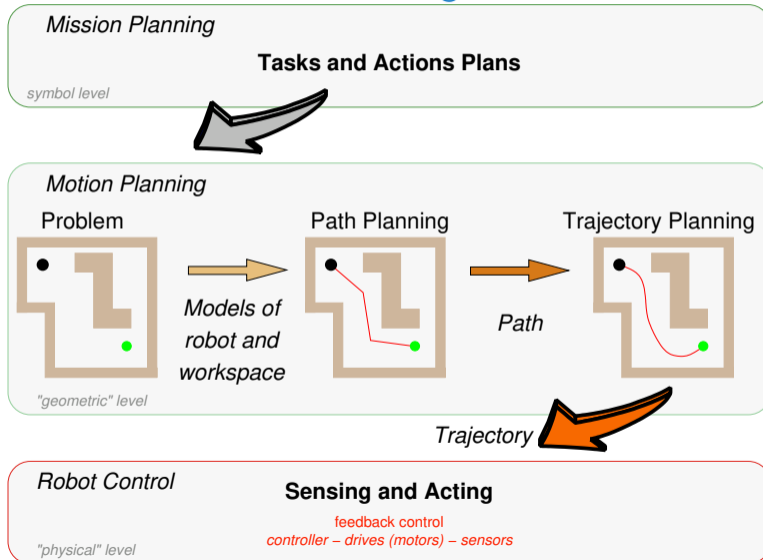 Mission Planning
Tasks and Actions Plans
symbol level
Motion Planning
Problem
Path Planning
Trajectory Planning
Models of
robot and
workspace
Path
"geometric" level
Trajectory
Robot Control
Sensing and Acting
feedback control
controller – drives (motors) – sensors
"physical" level